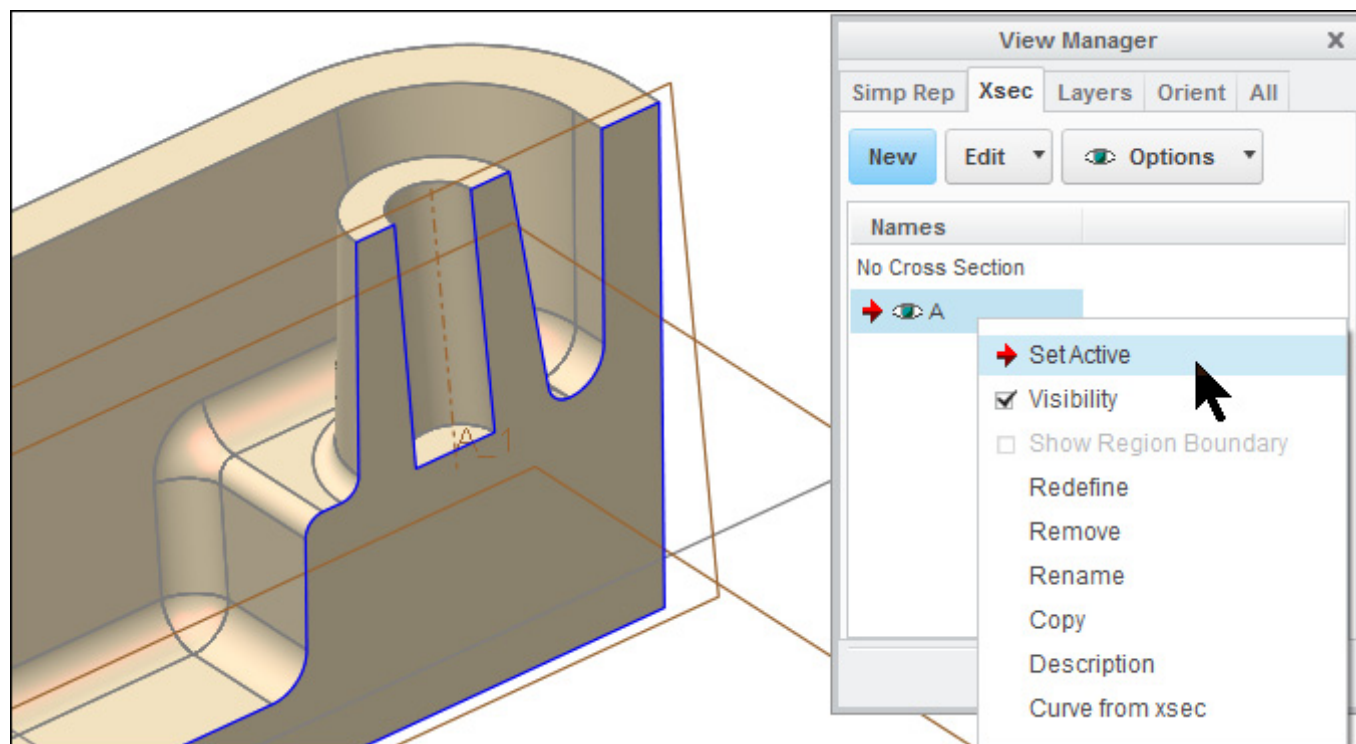 View Manager
Simp Rep Xsec Layers Orient All
New Edit Options
Names
No Cross Section
A
Set Active
Visibility
Show Region Boundary
Redefine
Remove
Rename
Copy
Description
Curve from xsec
A_1